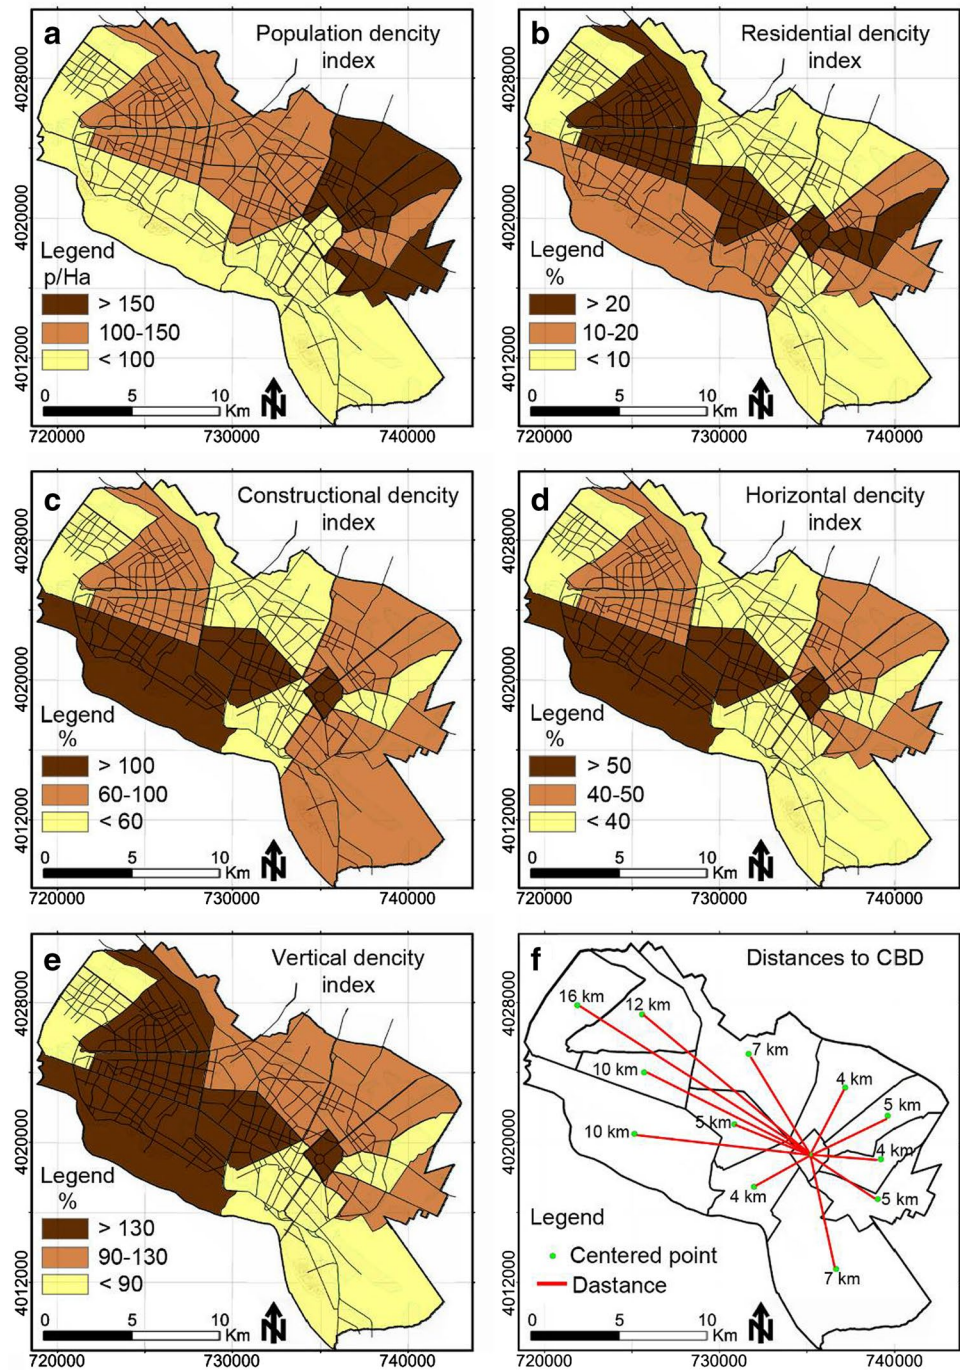 a
Population dencity
index
4028000
4020000
4012000
Legend
p/Ha
> 150
100-150
< 100
0 5 10
Km
N
720000 730000 740000
b
Residential dencity
index
4028000
4020000
4012000
Legend
%
> 20
10-20
< 10
0 5 10
Km
N
720000 730000 740000
c
Constructional dencity
index
4028000
4020000
4012000
Legend
%
> 100
60-100
< 60
0 5 10
Km
N
720000 730000 740000
d
Horizontal dencity
index
4028000
4020000
4012000
Legend
%
> 50
40-50
< 40
0 5 10
Km
N
720000 730000 740000
e
Vertical dencity
index
4028000
4020000
4012000
Legend
%
> 130
90-130
< 90
0 5 10
Km
N
720000 730000 740000
f
Distances to CBD
4028000
4020000
4012000
16 km
12 km
7 km
10 km
4 km
5 km
5 km
10 km
4 km
4 km
5 km
7 km
Legend
Centered point
Dastance
0 5 10
Km
N
720000 730000 740000